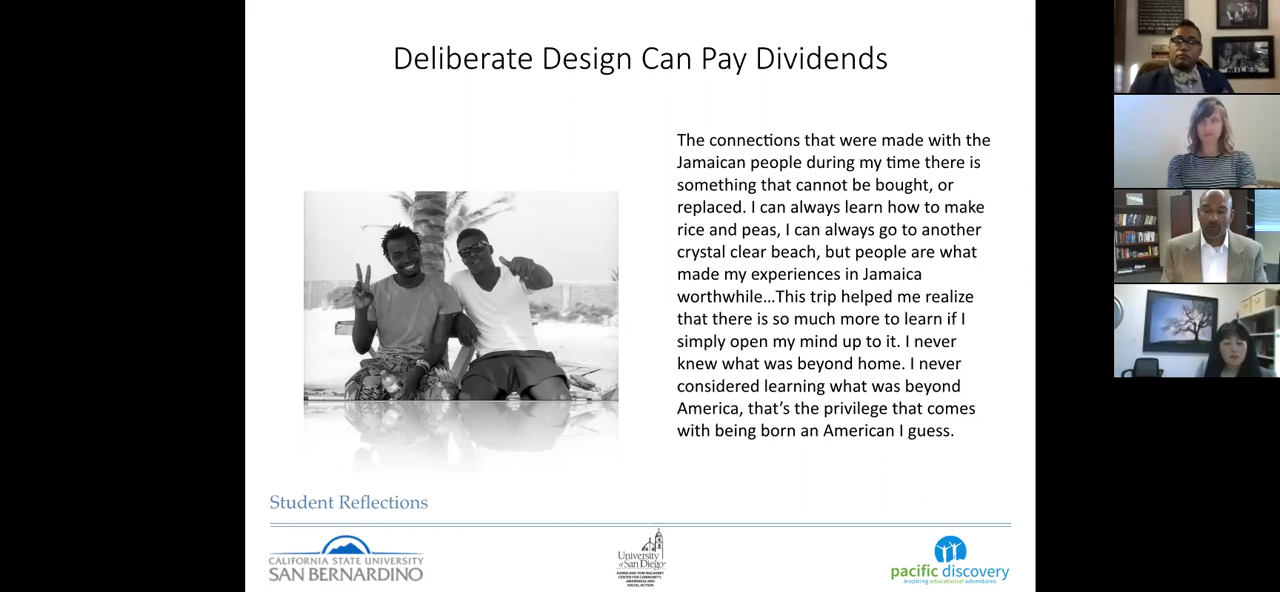 Deliberate Design Can Pay Dividends
The connections that were made with the
Jamaican people during my time there is
something that cannot be bought, or
replaced. I can always learn how to make
rice and peas, I can always go to another
crystal clear beach, but people are what
made my experiences in Jamaica
worthwhile…This trip helped me realize
that there is so much more to learn if I
simply open my mind up to it. I never
knew what was beyond home. I never
considered learning what was beyond
America, that's the privilege that comes
with being born an American I guess.
Student Reflections
CALIFORNIA STATE UNIVERSITY
SAN BERNARDINO
University
of San Diego
KAREN AND TOM MULVANEY
CENTER FOR COMMUNITY,
AWARENESS AND
SOCIAL ACTION
pacific discovery
inspiring educational adventures
MILES